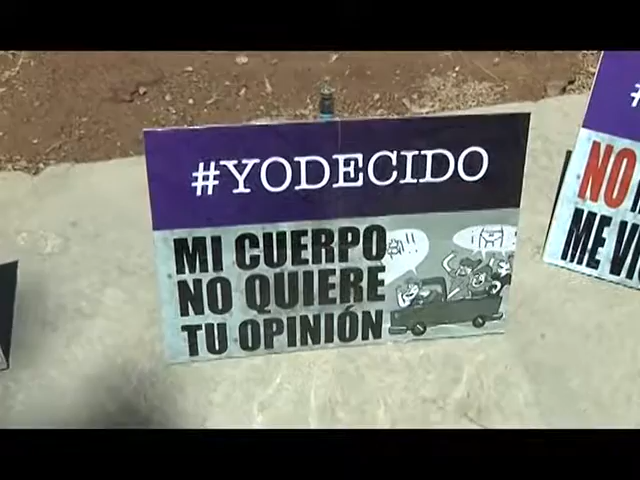 #YODECIDO
MI CUERPO
NO QUIERE
TU OPINIÓN
NO
ME